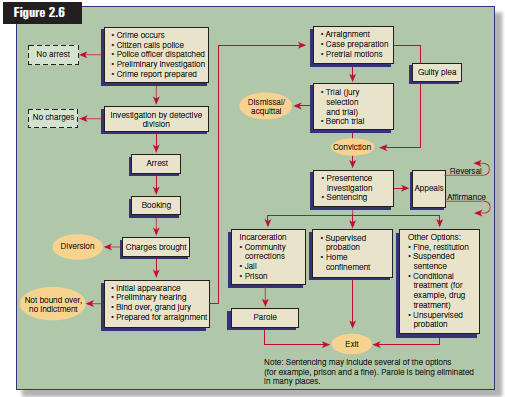 Figure 2.6
• Crime occurs
• Citizen calls police
• Police officer dispatched
• Preliminary investigation
• Crime report prepared
No arrest
No charges
Investigation by detective
division
Arrest
Booking
Diversion
Charges brought
• Initial appearance
• Preliminary hearing
• Bind over, grand jury
• Prepared for arraignment
Not bound over,
no indictment
• Arraignment
• Case preparation
• Pretrial motions
Guilty plea
• Trial (jury
selection
and trial)
• Bench trial
Dismissal/
acquittal
Conviction
• Presentence
investigation
• Sentencing
Appeals
Reversal
Affirmance
Incarceration
• Community
corrections
• Jail
• Prison
• Supervised
probation
• Home
confinement
Other Options:
• Fine, restitution
• Suspended
sentence
• Conditional
treatment (for
example, drug
treatment)
• Unsupervised
probation
Parole
Exit
Note: Sentencing may include several of the options
(for example, prison and a fine). Parole is being eliminated
in many places.